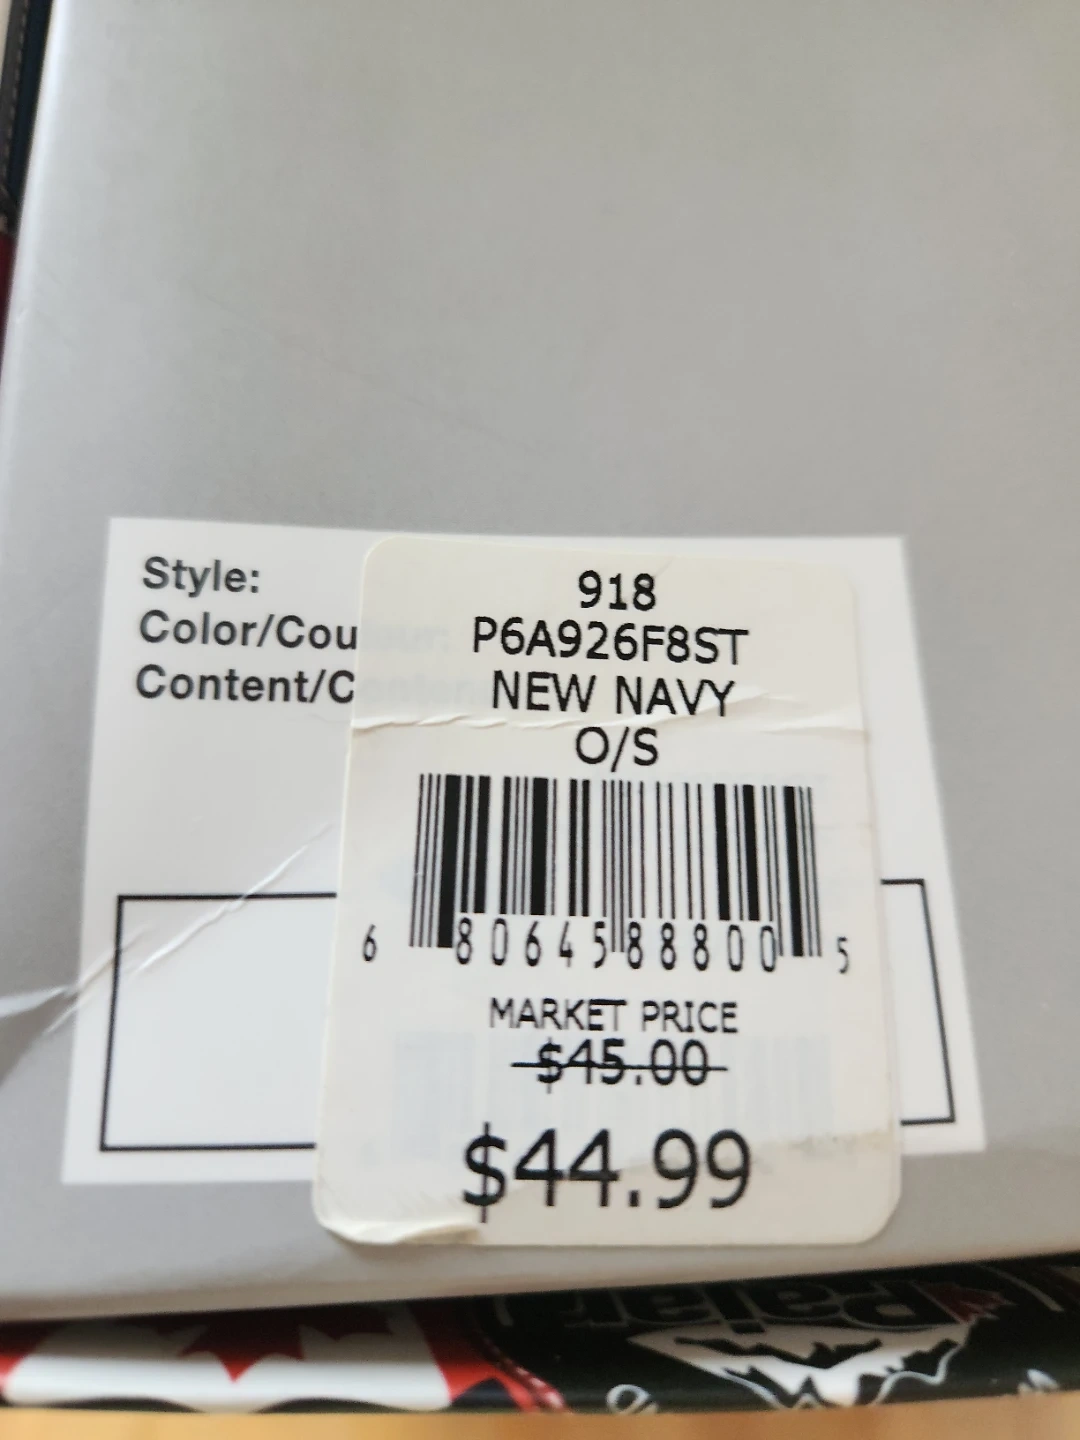 Style:
Color/Cou
Content/C
918
P6A926F8ST
NEW NAVY
O/S
6 80645 88800 5
MARKET PRICE
$45.00
$44.99